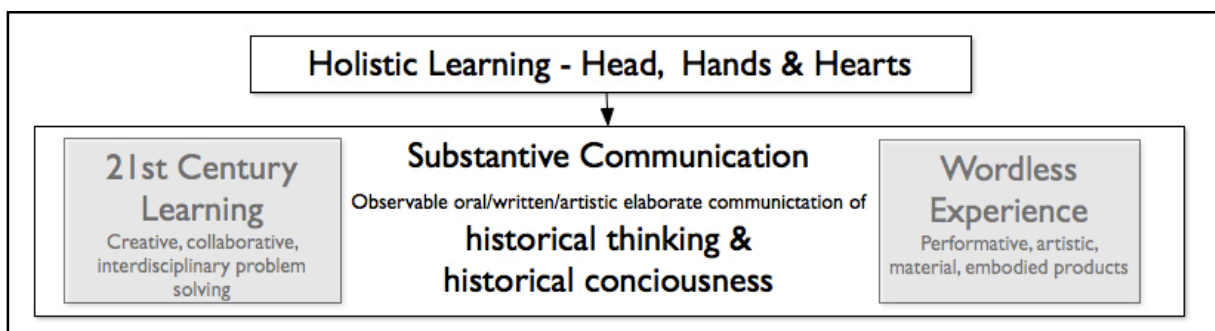 Holistic Learning - Head, Hands & Hearts
21st Century
Learning
Creative, collaborative,
interdisciplinary problem
solving
Substantive Communication
Observable oral/written/artistic elaborate communictation of
historical thinking &
historical conciousness
Wordless
Experience
Performative, artistic,
material, embodied products